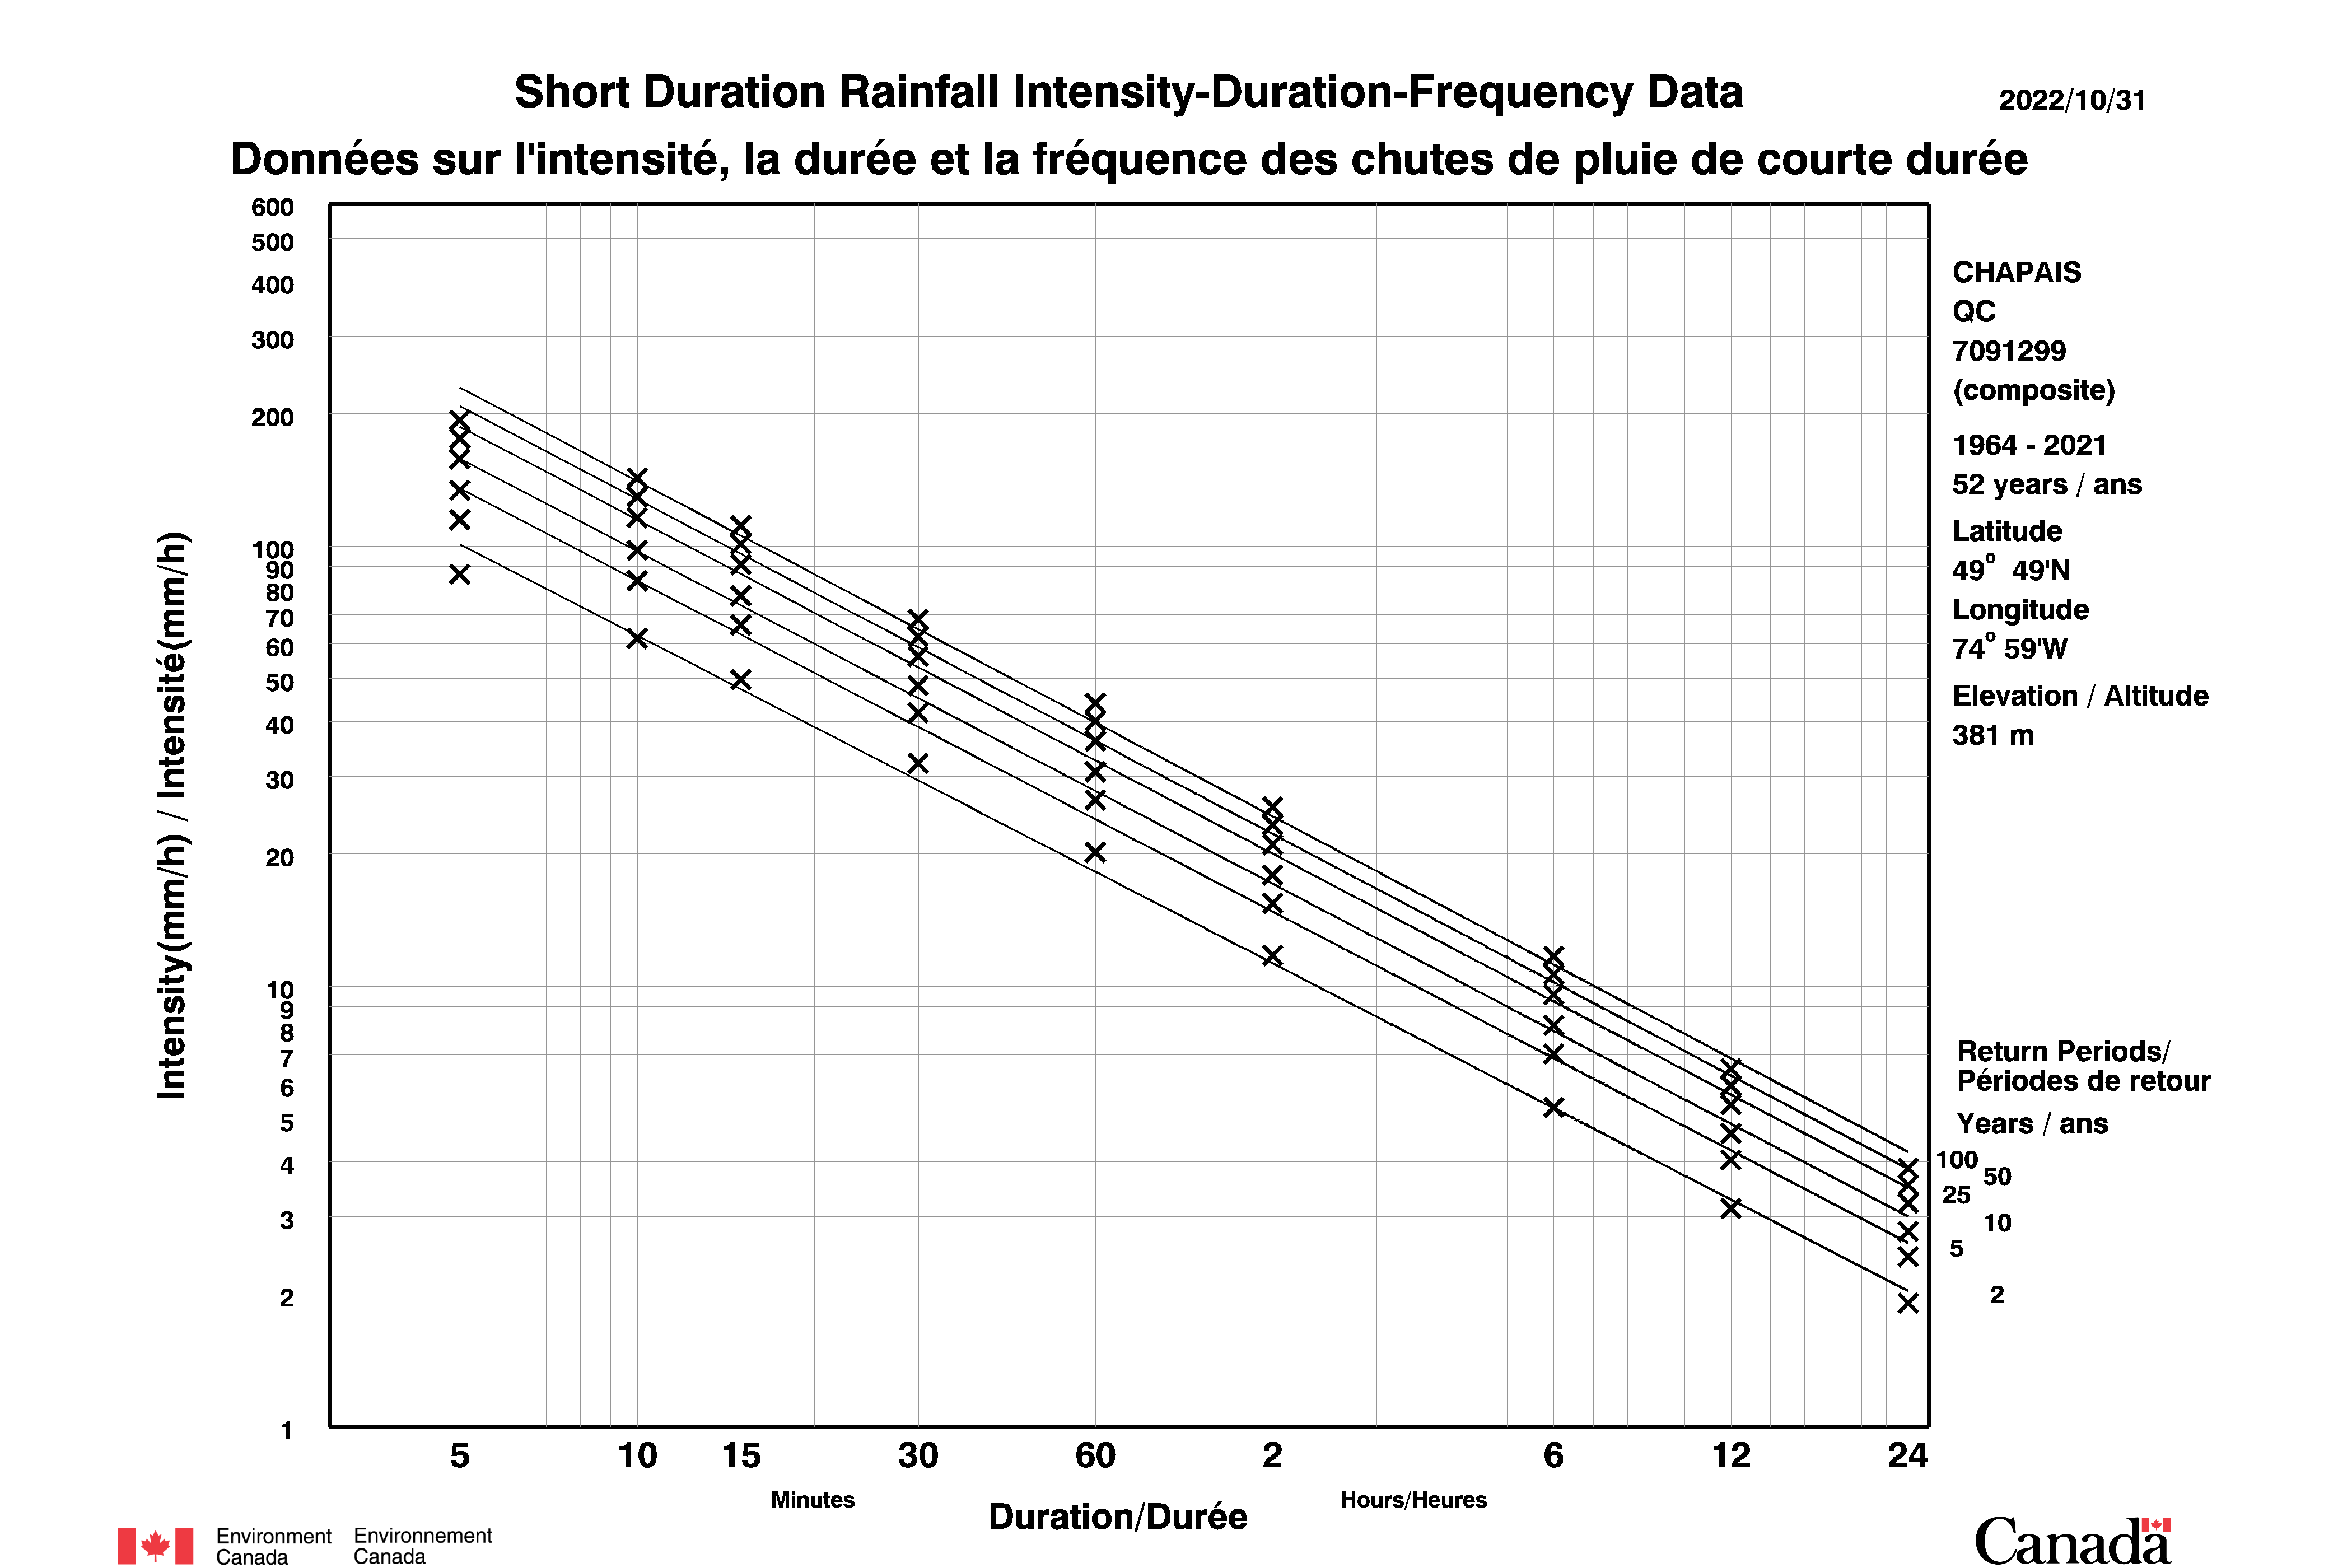 Short Duration Rainfall Intensity-Duration-Frequency Data
2022/10/31
Données sur l'intensité, la durée et la fréquence des chutes de pluie de courte durée
600
500
400
300
200
100
90
80
70
60
50
40
30
20
10
9
8
7
6
5
4
3
2
1
Intensity(mm/h) / Intensité(mm/h)
CHAPAIS
QC
7091299
(composite)
1964 - 2021
52 years / ans
Latitude
49° 49'N
Longitude
74° 59'W
Elevation / Altitude
381 m
Return Periods/
Périodes de retour
Years / ans
100
50
25
10
5
2
5 10 15 30 60 2 6 12 24
Minutes
Hours/Heures
Duration/Durée
Environment
Canada
Environnement
Canada
Canada